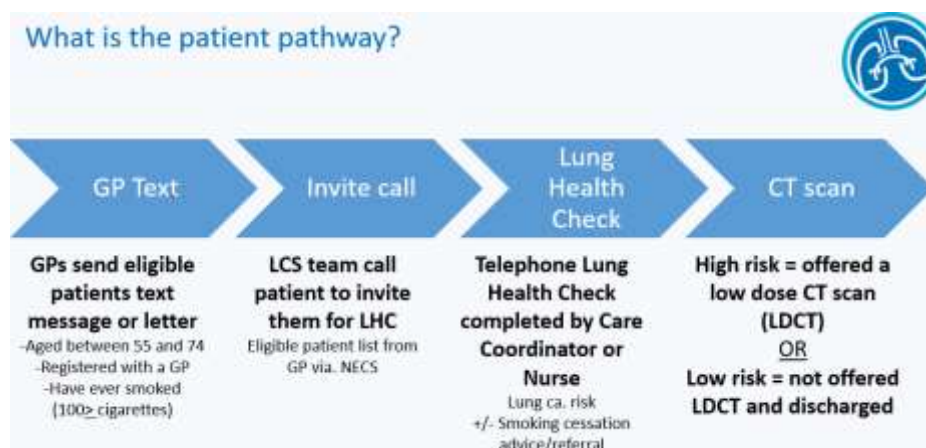 What is the patient pathway?
GP Text
Invite call
Lung
Health
Check
CT scan
GPs send eligible
patients text
message or letter
-Aged between 55 and 74
-Registered with a GP
-Have ever smoked
(100≥ cigarettes)
LCS team call
patient to invite
them for LHC
Eligible patient list from
GP via. NECS
Telephone Lung
Health Check
completed by Care
Coordinator or
Nurse
Lung ca. risk
+/- Smoking cessation
advice/referral
High risk = offered a
low dose CT scan
(LDCT)
OR
Low risk = not offered
LDCT and discharged